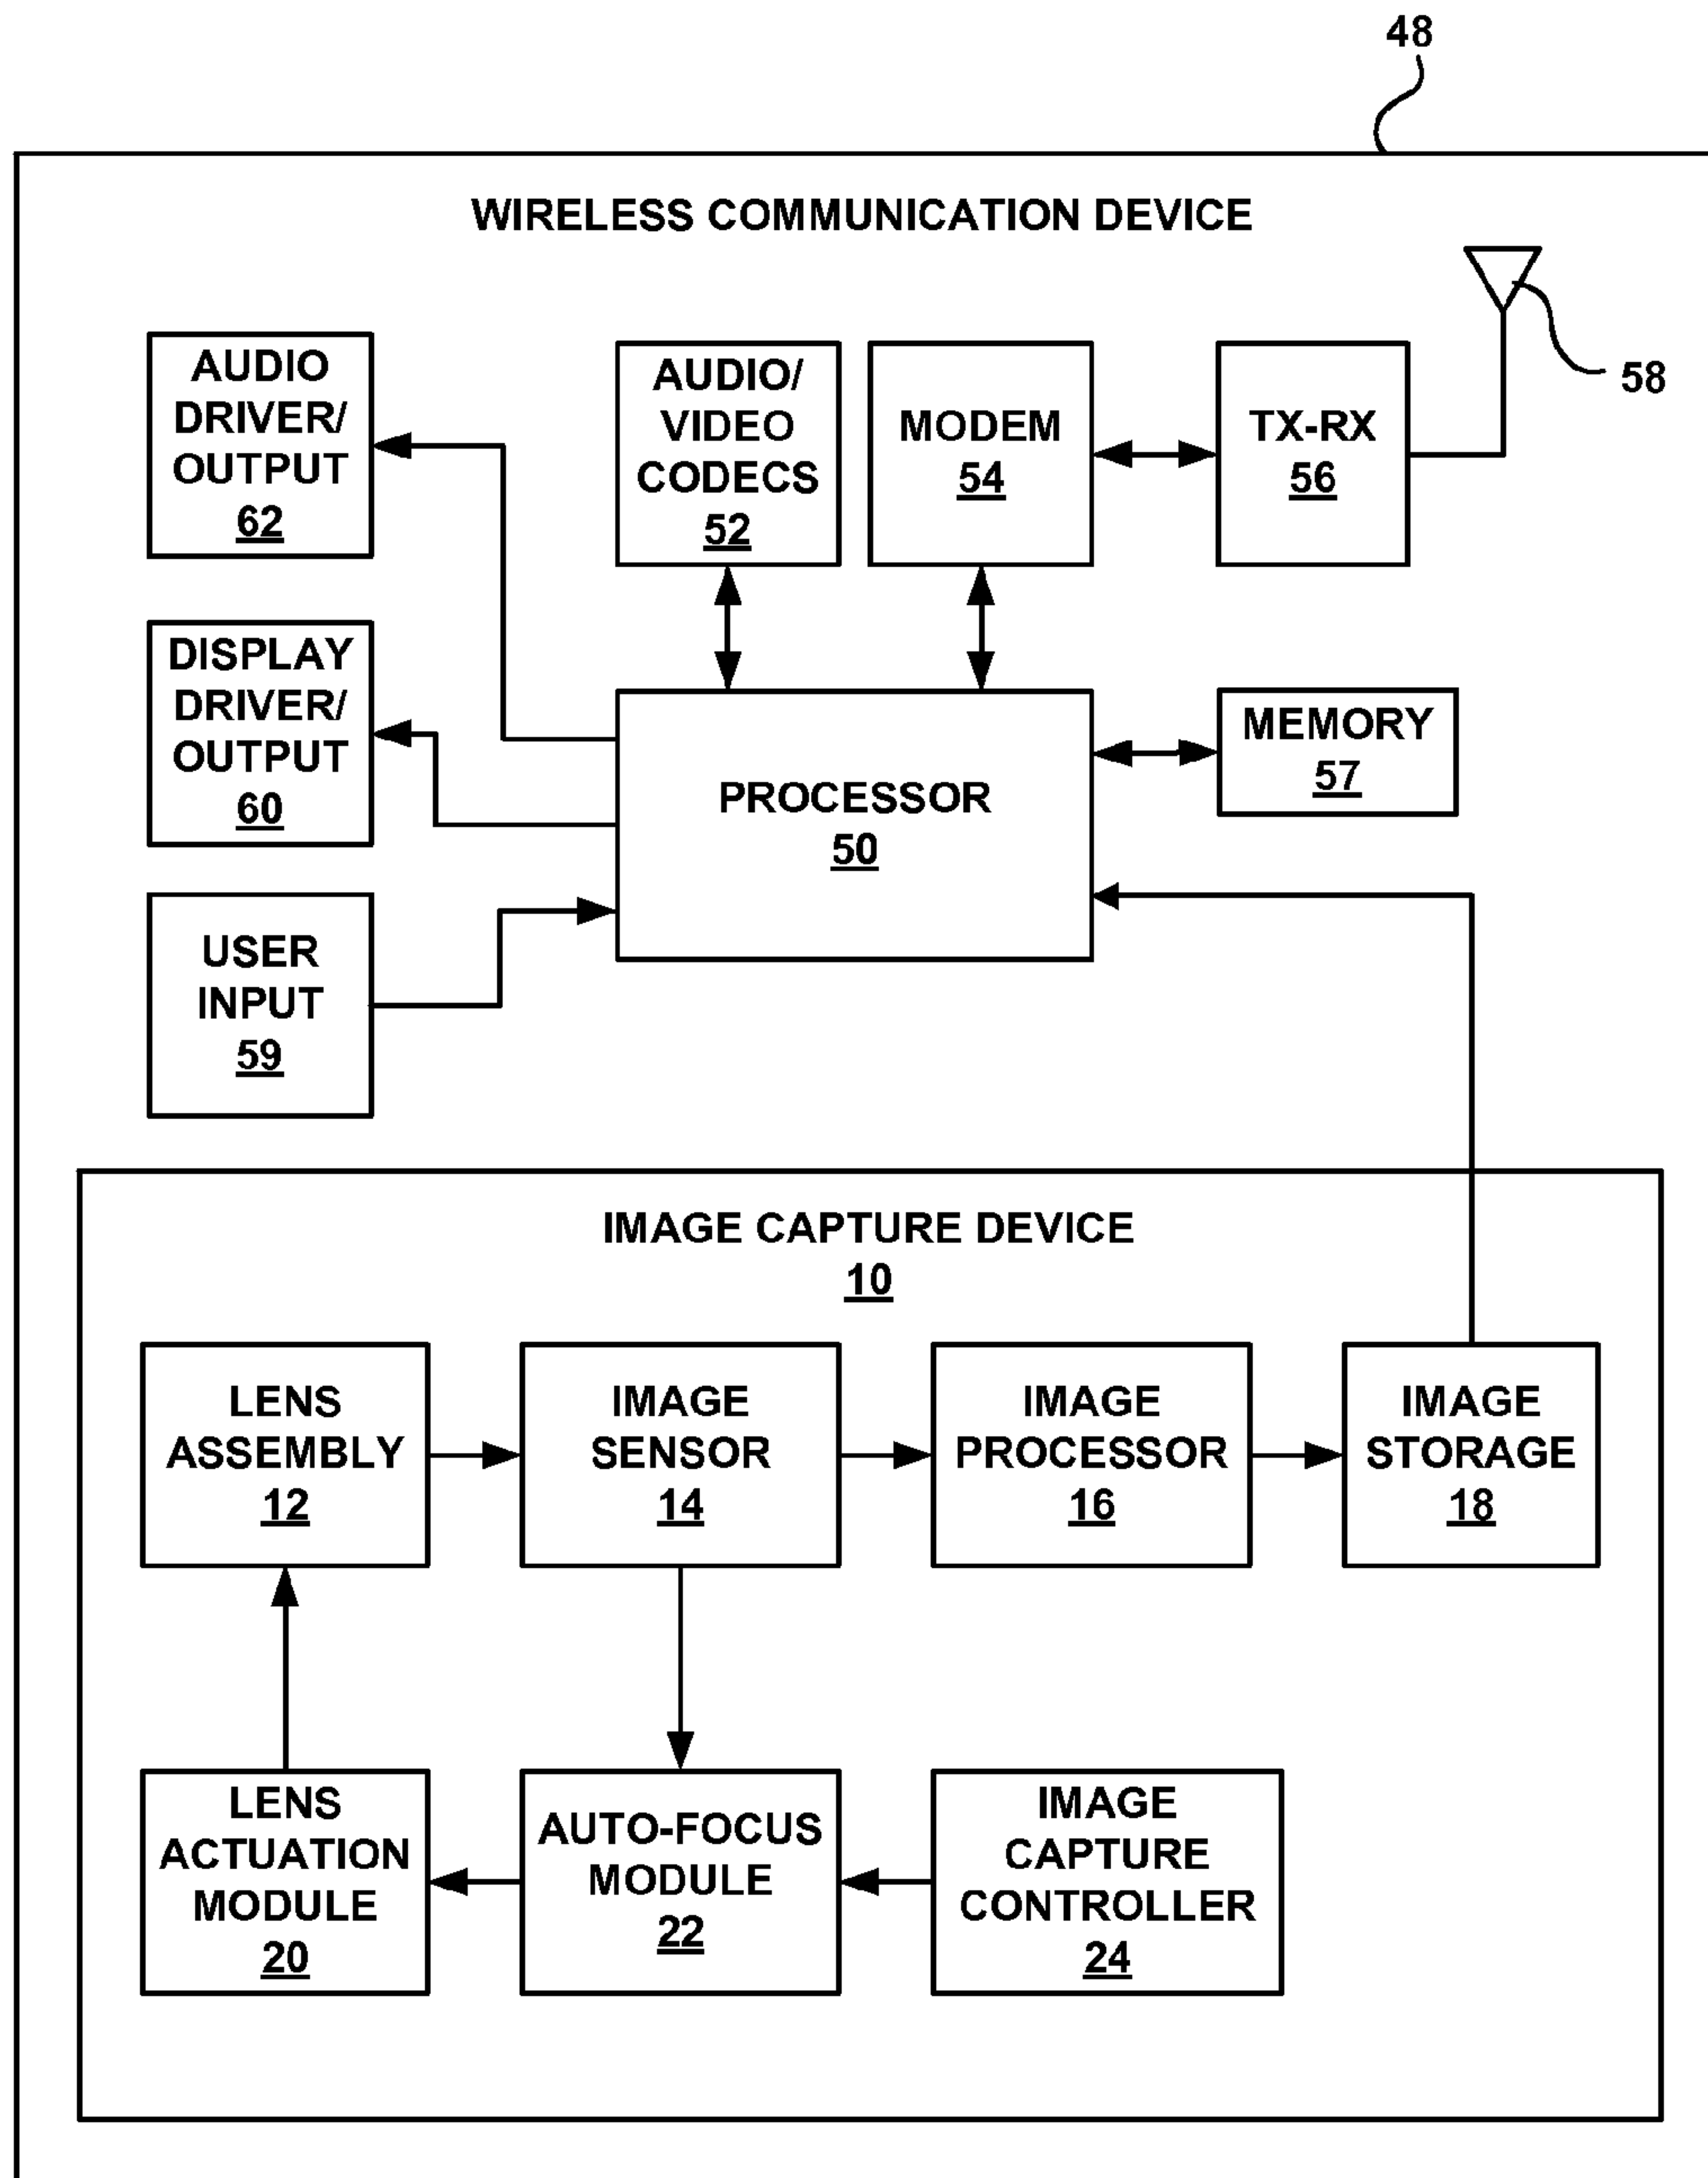 48
WIRELESS COMMUNICATION DEVICE
AUDIO
DRIVER/
OUTPUT
62
AUDIO/
VIDEO
CODECS
52
MODEM
54
TX-RX
56
58
DISPLAY
DRIVER/
OUTPUT
60
PROCESSOR
50
MEMORY
57
USER
INPUT
59
IMAGE CAPTURE DEVICE
10
LENS
ASSEMBLY
12
IMAGE
SENSOR
14
IMAGE
PROCESSOR
16
IMAGE
STORAGE
18
LENS
ACTUATION
MODULE
20
AUTO-FOCUS
MODULE
22
IMAGE
CAPTURE
CONTROLLER
24